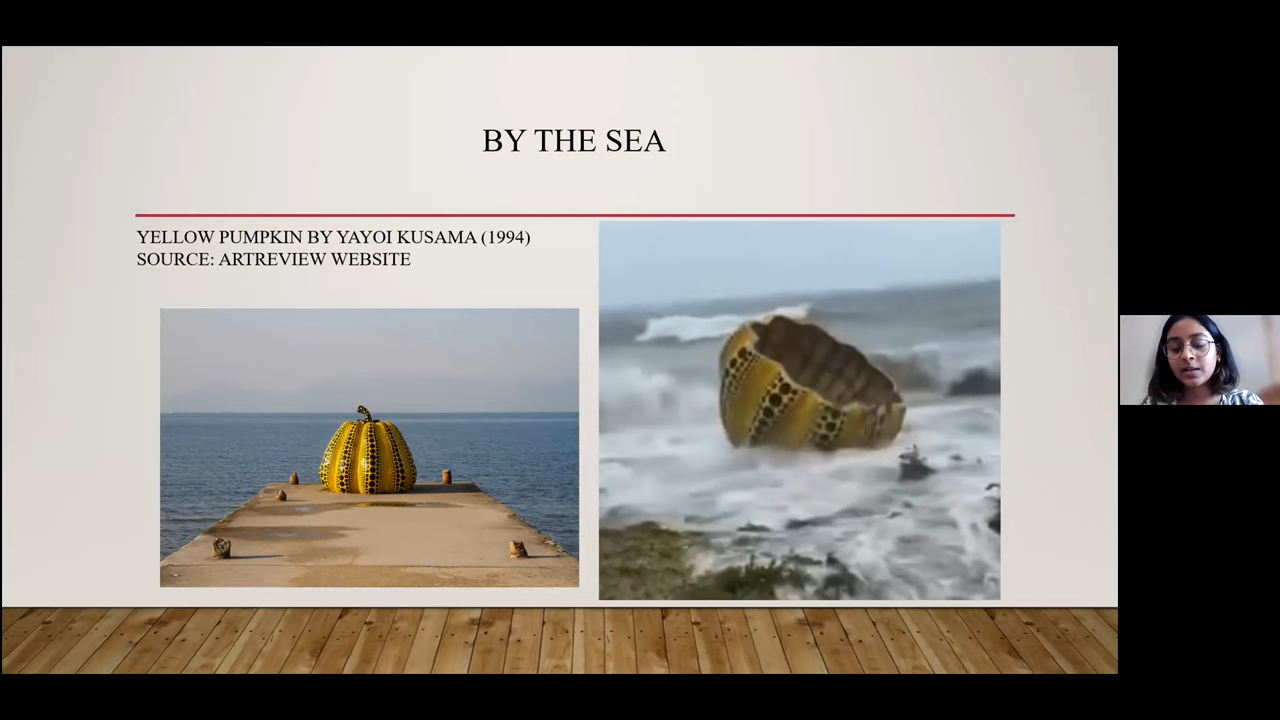 BY THE SEA
YELLOW PUMPKIN BY YAYOI KUSAMA (1994)
SOURCE: ARTREVIEW WEBSITE